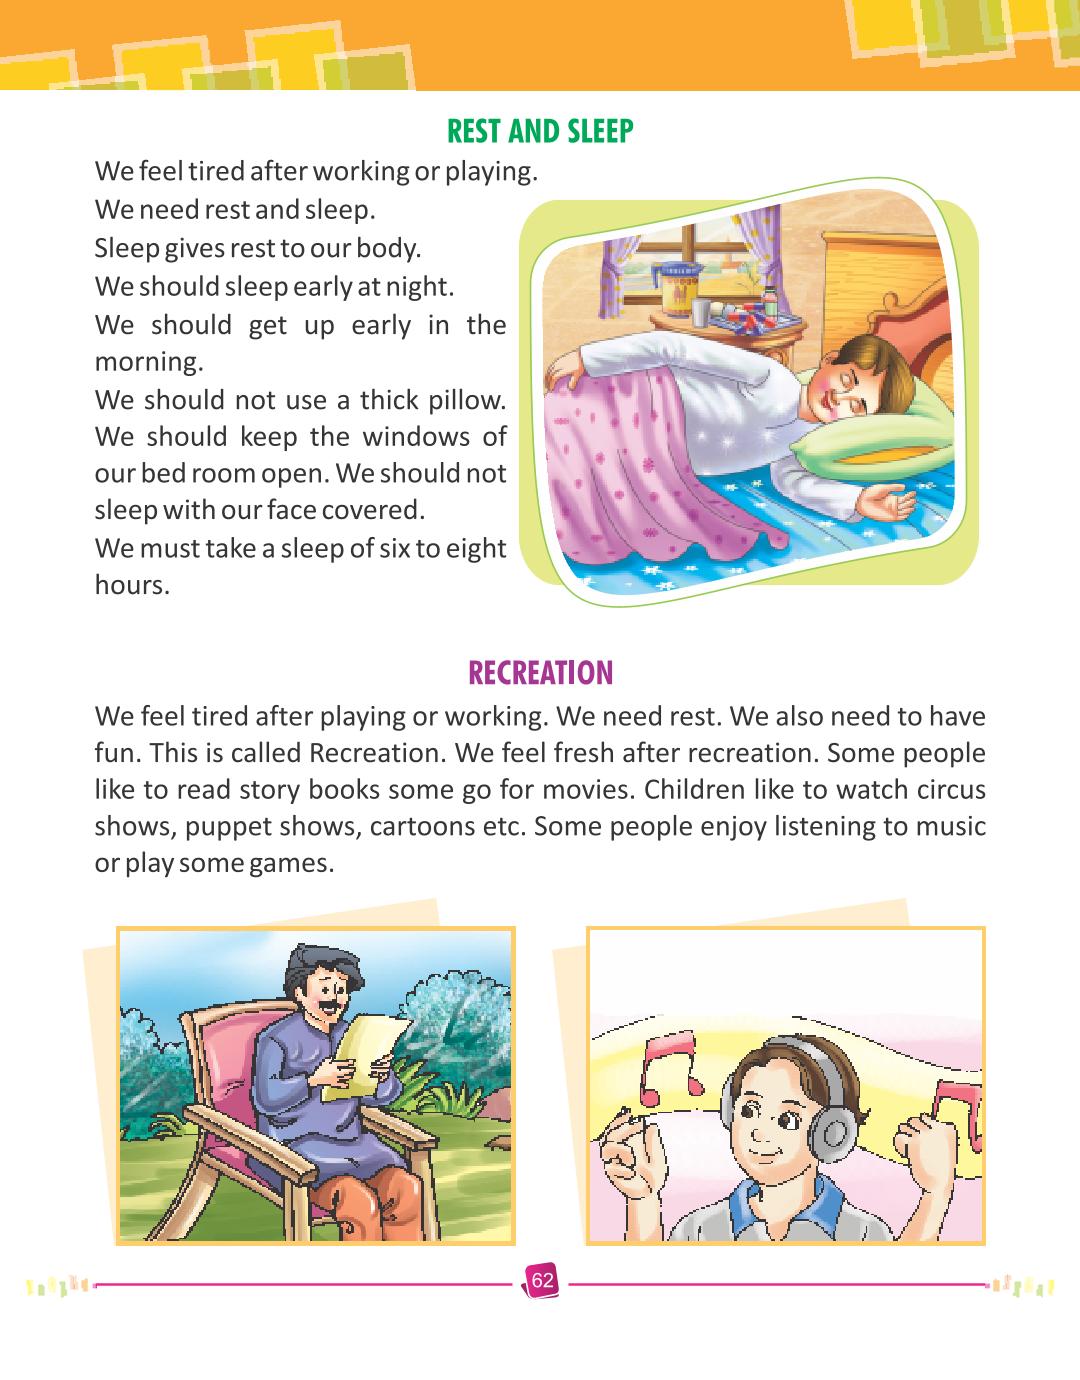 REST AND SLEEP
We feel tired after working or playing.
We need rest and sleep.
Sleep gives rest to our body.
We should sleep early at night.
We should get up early in the
morning.
We should not use a thick pillow.
We should keep the windows of
our bed room open. We should not
sleep with our face covered.
We must take a sleep of six to eight
hours.
RECREATION
We feel tired after playing or working. We need rest. We also need to have
fun. This is called Recreation. We feel fresh after recreation. Some people
like to read story books some go for movies. Children like to watch circus
shows, puppet shows, cartoons etc. Some people enjoy listening to music
or play some games.
62